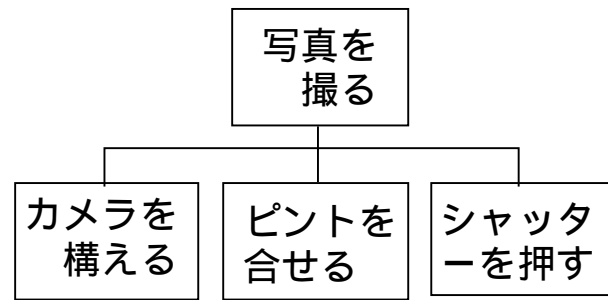 写真を
撮る
カメラを
構える
ピントを
合せる
シャッタ
ーを押す